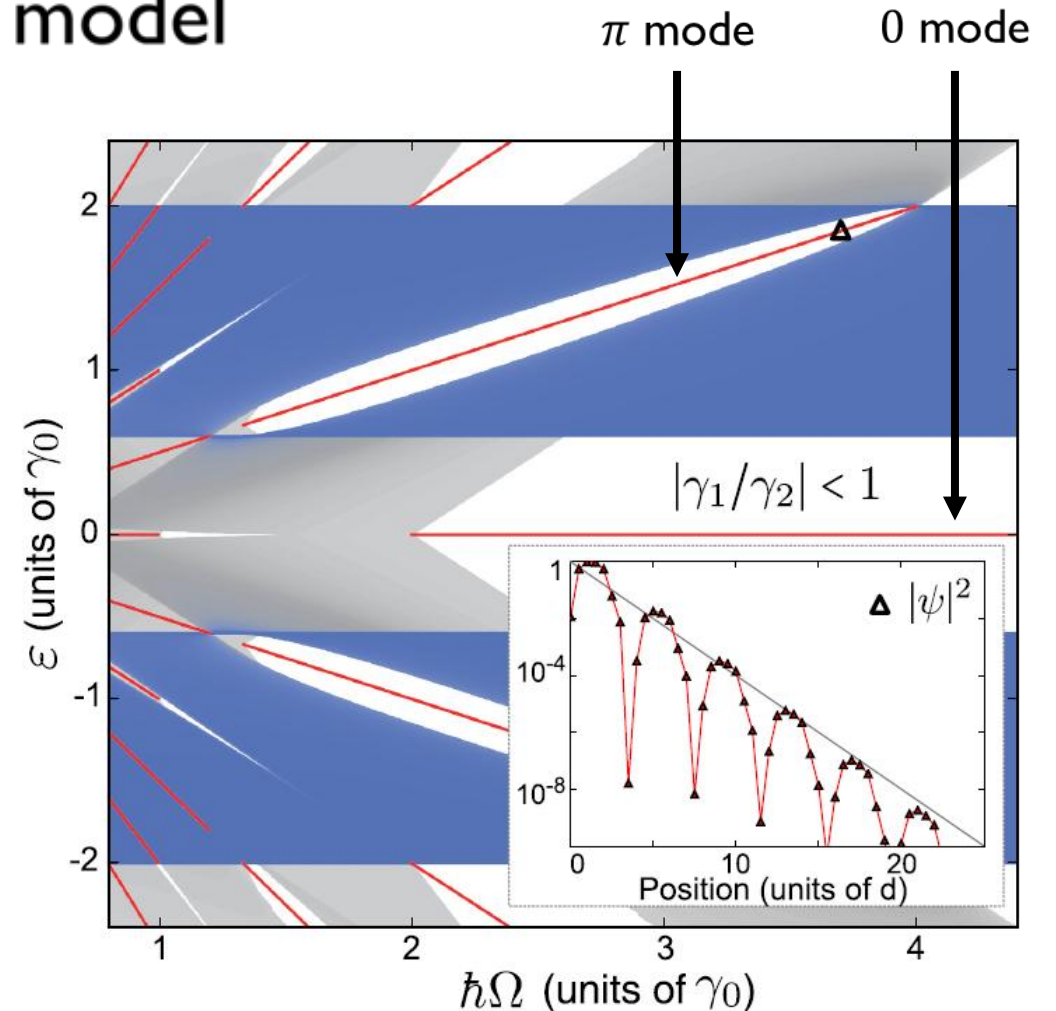 model
π mode
0 mode
2
1
0
-1
-2
ε (units of γ₀)
|γ₁/γ₂| < 1
1
10⁻⁴
10⁻⁸
△ |ψ|²
0
10
20
Position (units of d)
1
2
3
4
ℏΩ (units of γ₀)